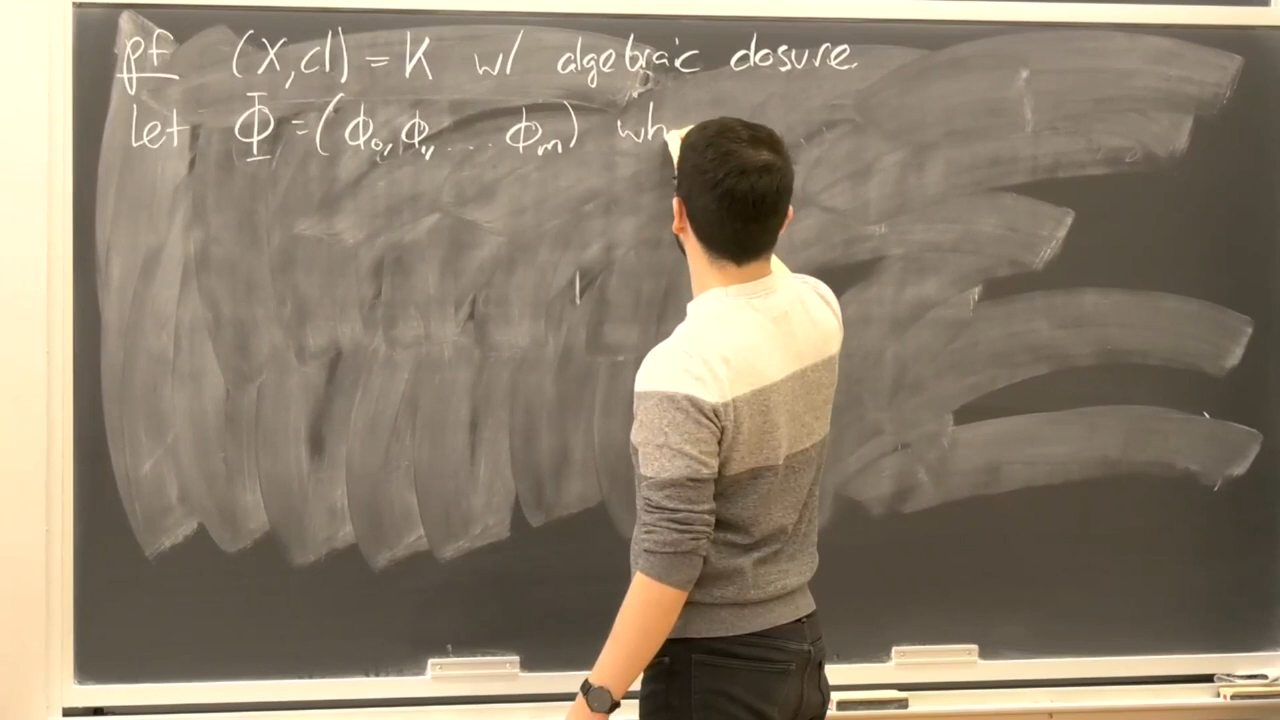 pf (X,cl) = K w/ algebraic closure.
let Φ = (ϕ₀, ϕ₁, ... ϕₘ) wh